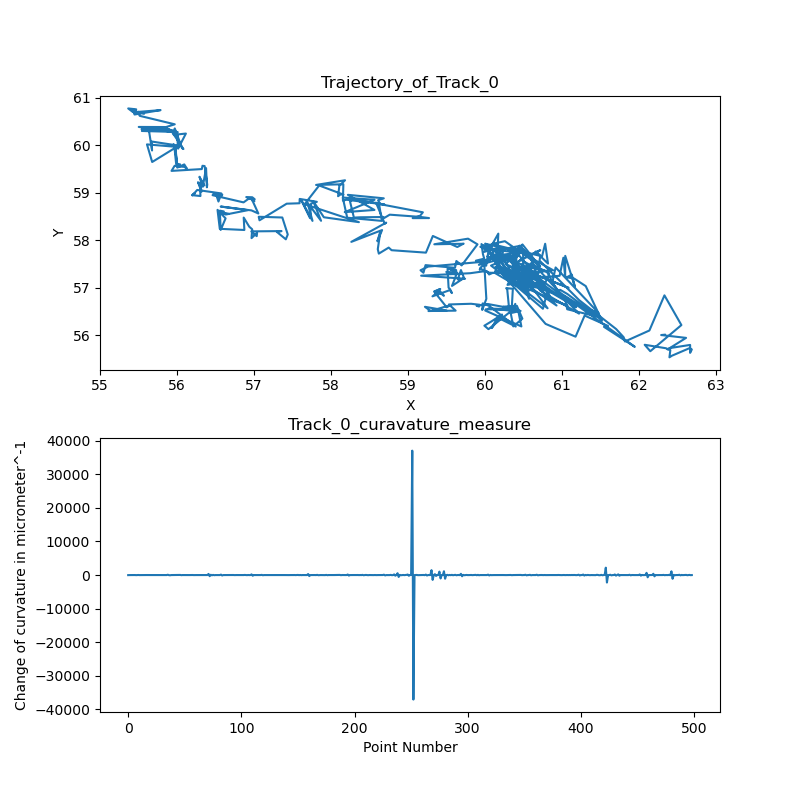 Trajectory_of_Track_0
61
60
59
58
57
56
Y
55 56 57 58 59 60 61 62 63
X
Track_0_curavature_measure
40000
30000
20000
10000
0
−10000
−20000
−30000
−40000
Change of curvature in micrometer^-1
0 100 200 300 400 500
Point Number